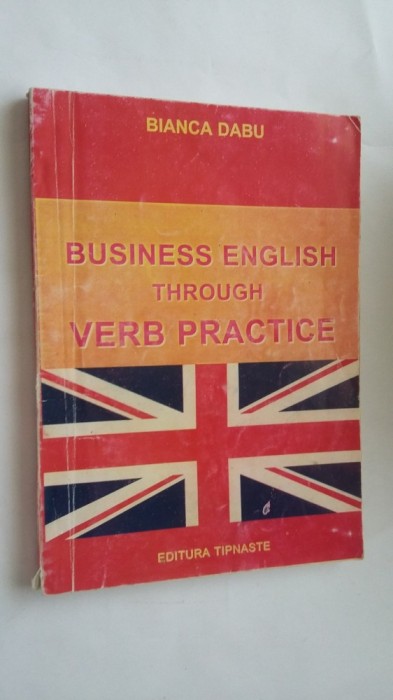 BIANCA DABU
BUSINESS ENGLISH
THROUGH
VERB PRACTICE
EDITURA TIPNASTE